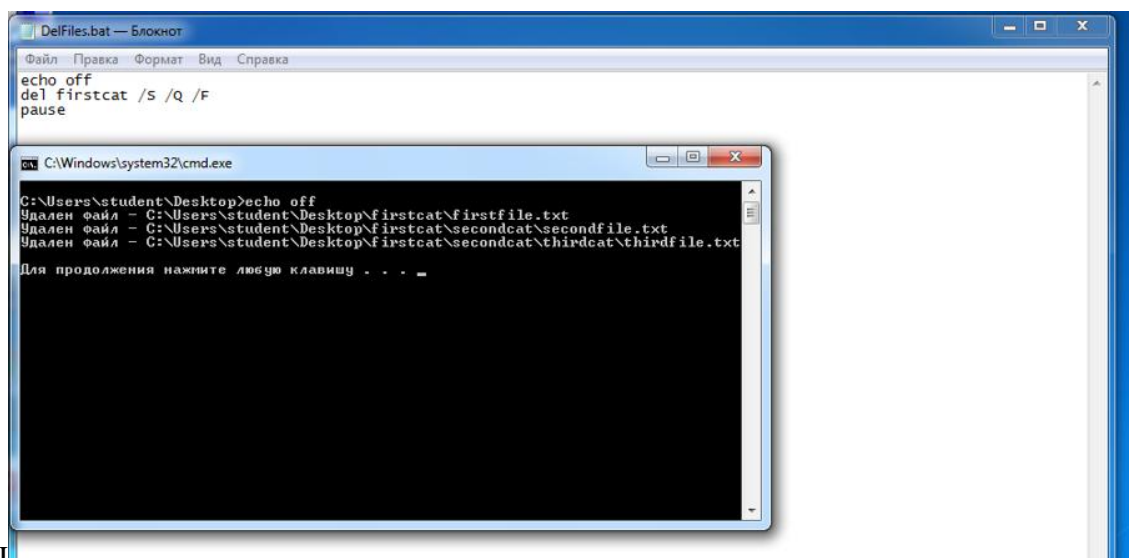 DelFiles.bat — Блокнот
Файл Правка Формат Вид Справка
echo off
del firstcat /S /Q /F
pause
C:\Windows\system32\cmd.exe
C:\Users\student\Desktop>echo off
Удален файл - C:\Users\student\Desktop\firstcat\firstfile.txt
Удален файл - C:\Users\student\Desktop\firstcat\secondcat\secondfile.txt
Удален файл - C:\Users\student\Desktop\firstcat\secondcat\thirdcat\thirdfile.txt
Для продолжения нажмите любую клавишу . . . _